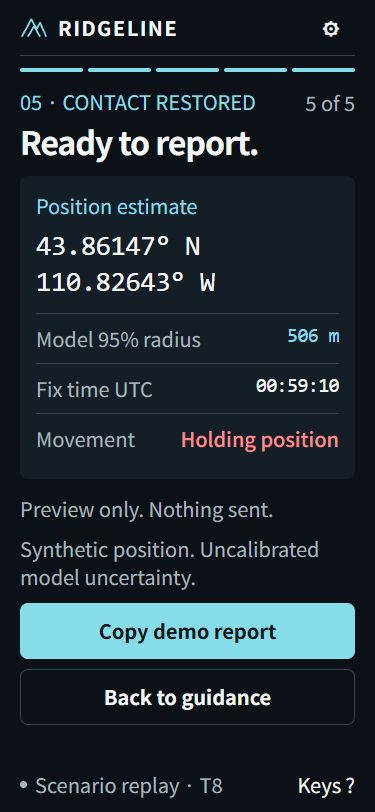 RIDGELINE
05 · CONTACT RESTORED 5 of 5
Ready to report.
Position estimate
43.86147° N
110.82643° W
Model 95% radius 506 m
Fix time UTC 00:59:10
Movement Holding position
Preview only. Nothing sent.
Synthetic position. Uncalibrated
model uncertainty.
Copy demo report
Back to guidance
Scenario replay · T8 Keys ?